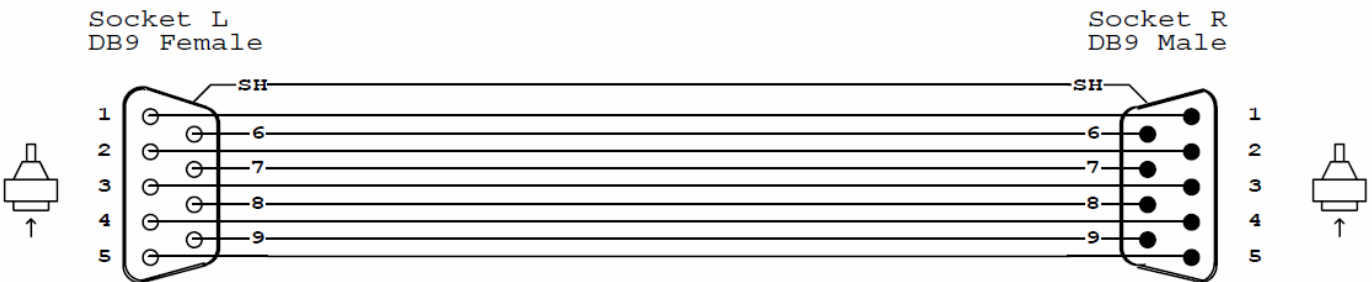 Socket L
DB9 Female
Socket R
DB9 Male
SH SH
1 1
6 6
2 2
7 7
3 3
8 8
4 4
9 9
5 5